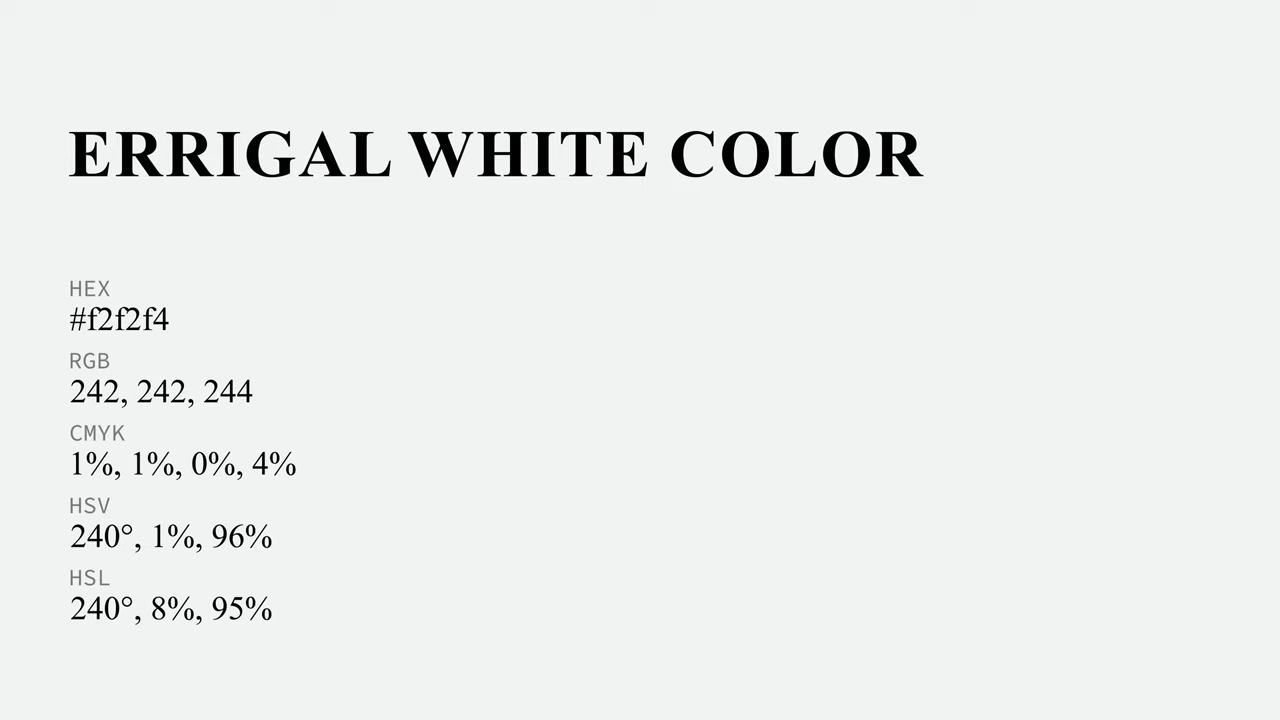 ERRIGAL WHITE COLOR
HEX
#f2f2f4
RGB
242, 242, 244
CMYK
1%, 1%, 0%, 4%
HSV
240°, 1%, 96%
HSL
240°, 8%, 95%